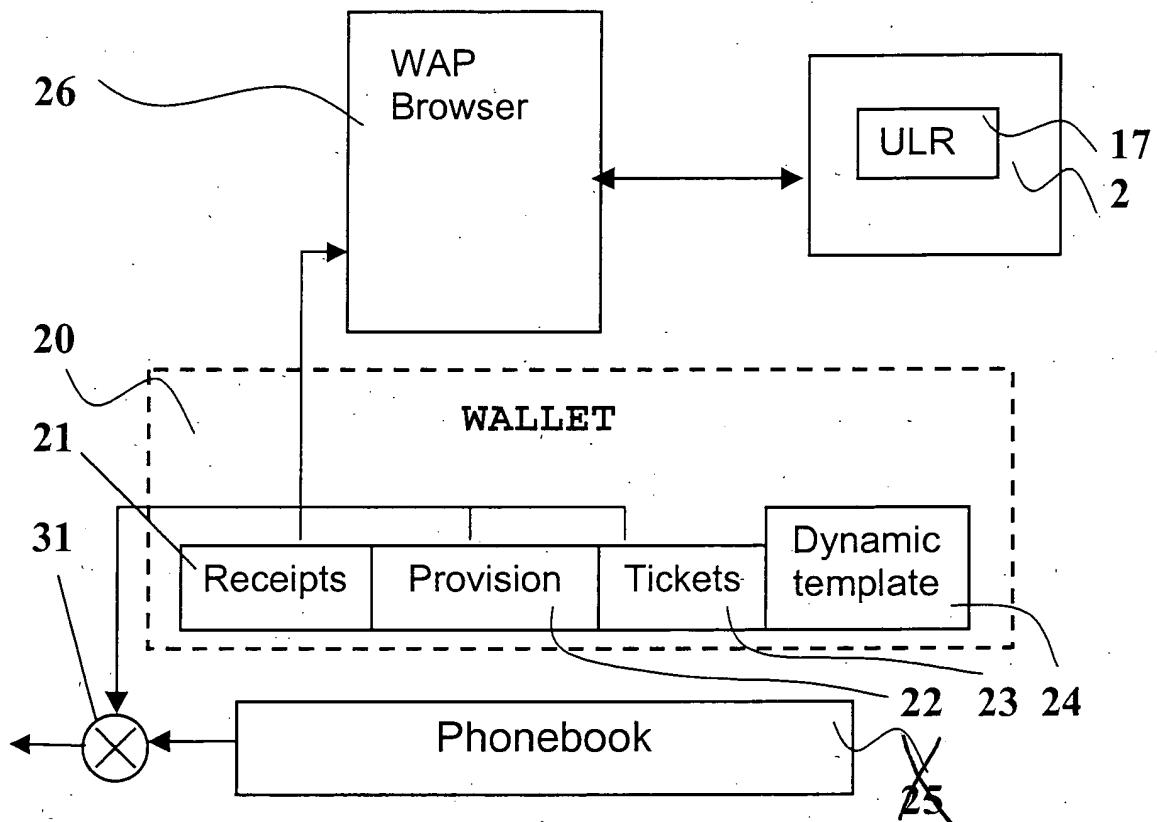 WAP
Browser
26
ULR
17
2
20
WALLET
21
31
Receipts
Provision
Tickets
Dynamic
template
22
23
24
Phonebook
25